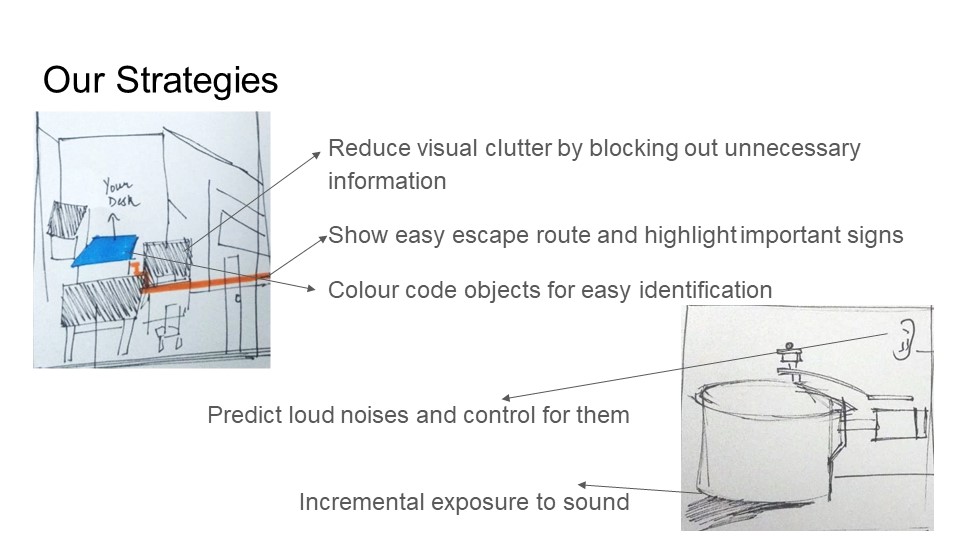 Our Strategies
Your
Desk
Reduce visual clutter by blocking out unnecessary
information
Show easy escape route and highlight important signs
Colour code objects for easy identification
Predict loud noises and control for them
Incremental exposure to sound